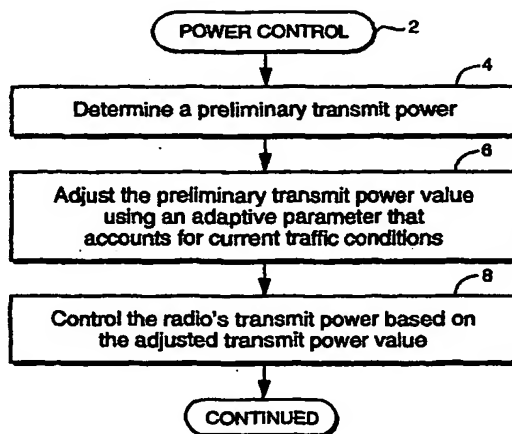 POWER CONTROL
2
4
Determine a preliminary transmit power
6
Adjust the preliminary transmit power value
using an adaptive parameter that
accounts for current traffic conditions
8
Control the radio's transmit power based on
the adjusted transmit power value
CONTINUED